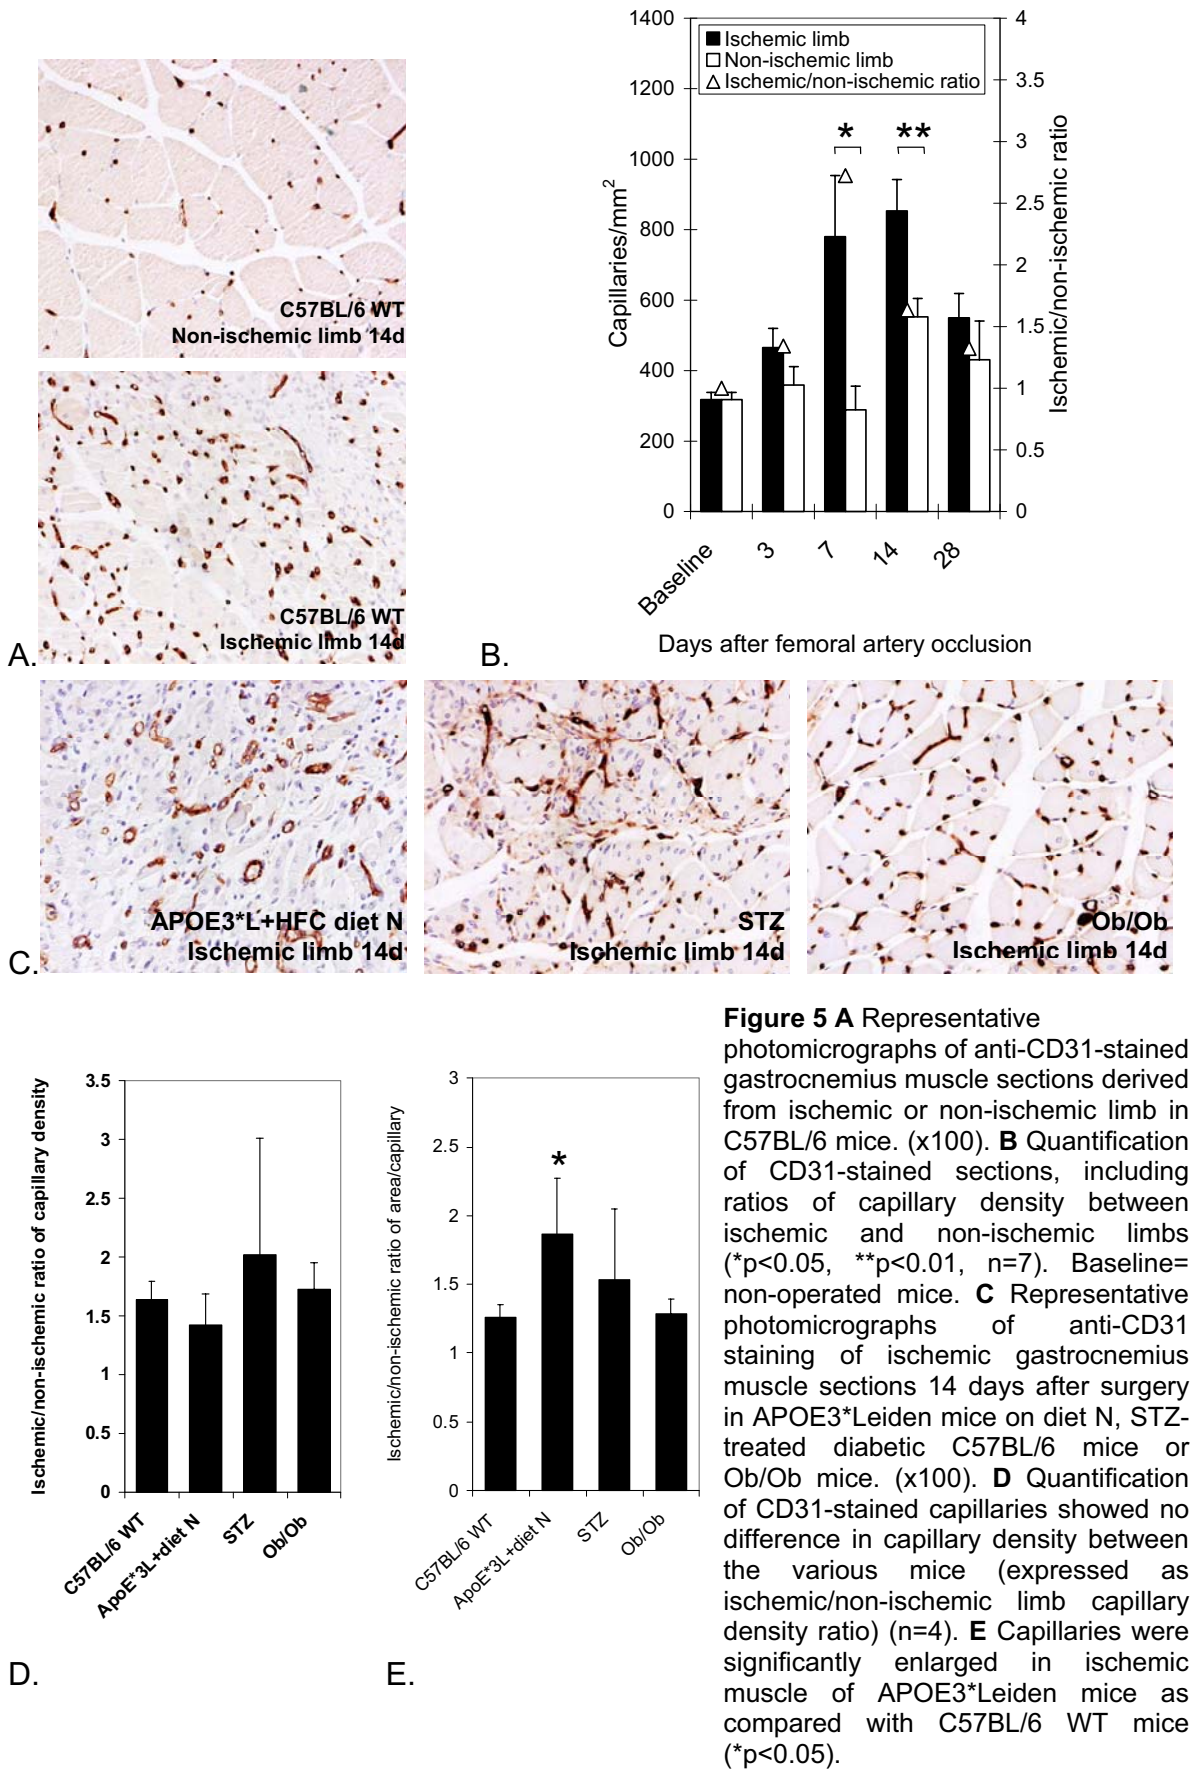 C57BL/6 WT
Non-ischemic limb 14d
C57BL/6 WT
Ischemic limb 14d
A.
1400
1200
1000
800
600
400
200
0
Capillaries/mm²
Ischemic limb
Non-ischemic limb
Ischemic/non-ischemic ratio
*
**
4
3.5
3
2.5
2
1.5
1
0.5
0
Ischemic/non-ischemic ratio
Baseline
3
7
14
28
Days after femoral artery occlusion
B.
APOE3*L+HFC diet N
Ischemic limb 14d
STZ
Ischemic limb 14d
Ob/Ob
Ischemic limb 14d
C.
Ischemic/non-ischemic ratio of capillary density
3.5
3
2.5
2
1.5
1
0.5
0
C57BL/6 WT
ApoE*3L+diet N
STZ
Ob/Ob
D.
Ischemic/non-ischemic ratio of area/capillary
3
2.5
2
1.5
1
0.5
0
*
C57BL/6 WT
ApoE*3L+diet N
STZ
Ob/Ob
E.
Figure 5 A Representative
photomicrographs of anti-CD31-stained
gastrocnemius muscle sections derived
from ischemic or non-ischemic limb in
C57BL/6 mice. (x100). B Quantification
of CD31-stained sections, including
ratios of capillary density between
ischemic and non-ischemic limbs
(*p<0.05, **p<0.01, n=7). Baseline=
non-operated mice. C Representative
photomicrographs of anti-CD31
staining of ischemic gastrocnemius
muscle sections 14 days after surgery
in APOE3*Leiden mice on diet N, STZ-
treated diabetic C57BL/6 mice or
Ob/Ob mice. (x100). D Quantification
of CD31-stained capillaries showed no
difference in capillary density between
the various mice (expressed as
ischemic/non-ischemic limb capillary
density ratio) (n=4). E Capillaries were
significantly enlarged in ischemic
muscle of APOE3*Leiden mice as
compared with C57BL/6 WT mice
(*p<0.05).